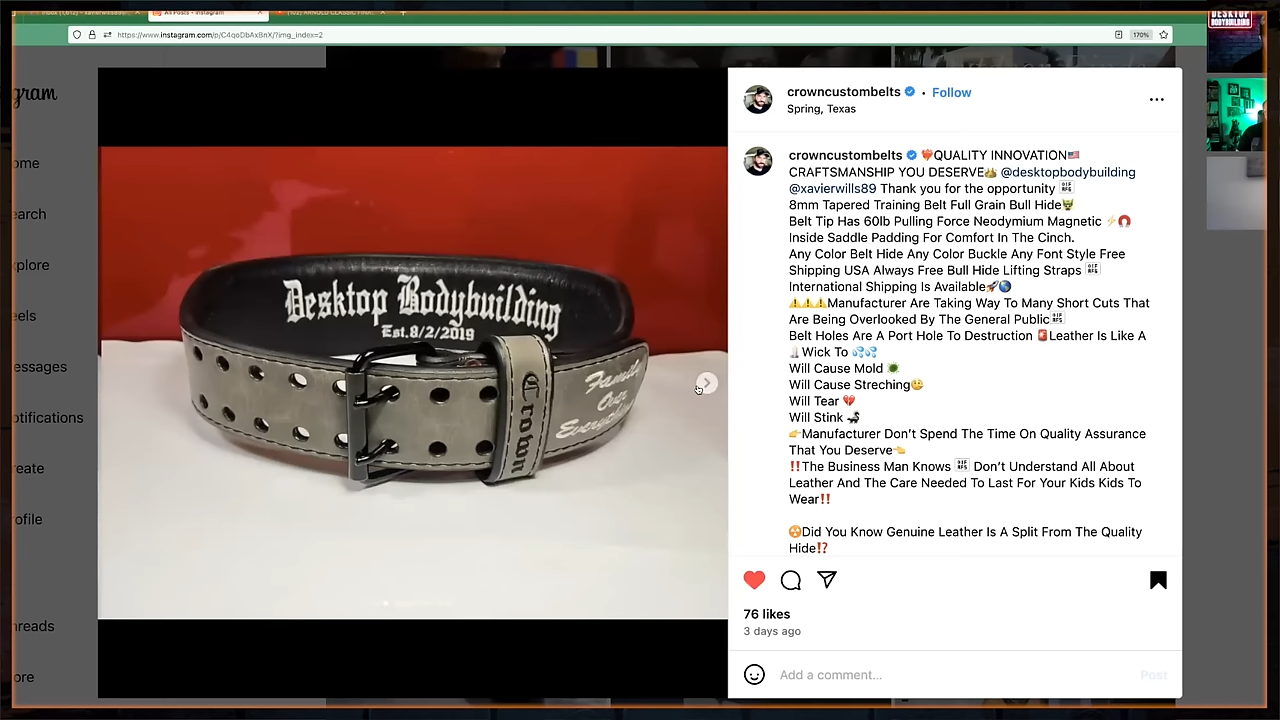 https://www.instagram.com/p/C4qoDbAxBnX/?img_index=2
170%
DESKTOP
BODYBUILDING
gram
ome
earch
xplore
eels
essages
otifications
reate
rofile
hreads
ore
Desktop Bodybuilding
Est.8/2/2019
Crown
Family
Over
Everything
crowncustombelts • Follow
Spring, Texas
crowncustombelts ❤️‍🔥QUALITY INNOVATION🇺🇸
CRAFTSMANSHIP YOU DESERVE👑 @desktopbodybuilding
@xavierwills89 Thank you for the opportunity
8mm Tapered Training Belt Full Grain Bull Hide👹
Belt Tip Has 60lb Pulling Force Neodymium Magnetic ⚡🧲
Inside Saddle Padding For Comfort In The Cinch.
Any Color Belt Hide Any Color Buckle Any Font Style Free
Shipping USA Always Free Bull Hide Lifting Straps
International Shipping Is Available🚀🌎
⚠️⚠️⚠️Manufacturer Are Taking Way To Many Short Cuts That
Are Being Overlooked By The General Public
Belt Holes Are A Port Hole To Destruction 🚨Leather Is Like A
Wick To 💦💦
Will Cause Mold
Will Cause Streching
Will Tear 💔
Will Stink 🦨
👉Manufacturer Don't Spend The Time On Quality Assurance
That You Deserve👈
‼️The Business Man Knows Don't Understand All About
Leather And The Care Needed To Last For Your Kids Kids To
Wear‼️
☢️Did You Know Genuine Leather Is A Split From The Quality
Hide⁉️
76 likes
3 days ago
Add a comment...
Post